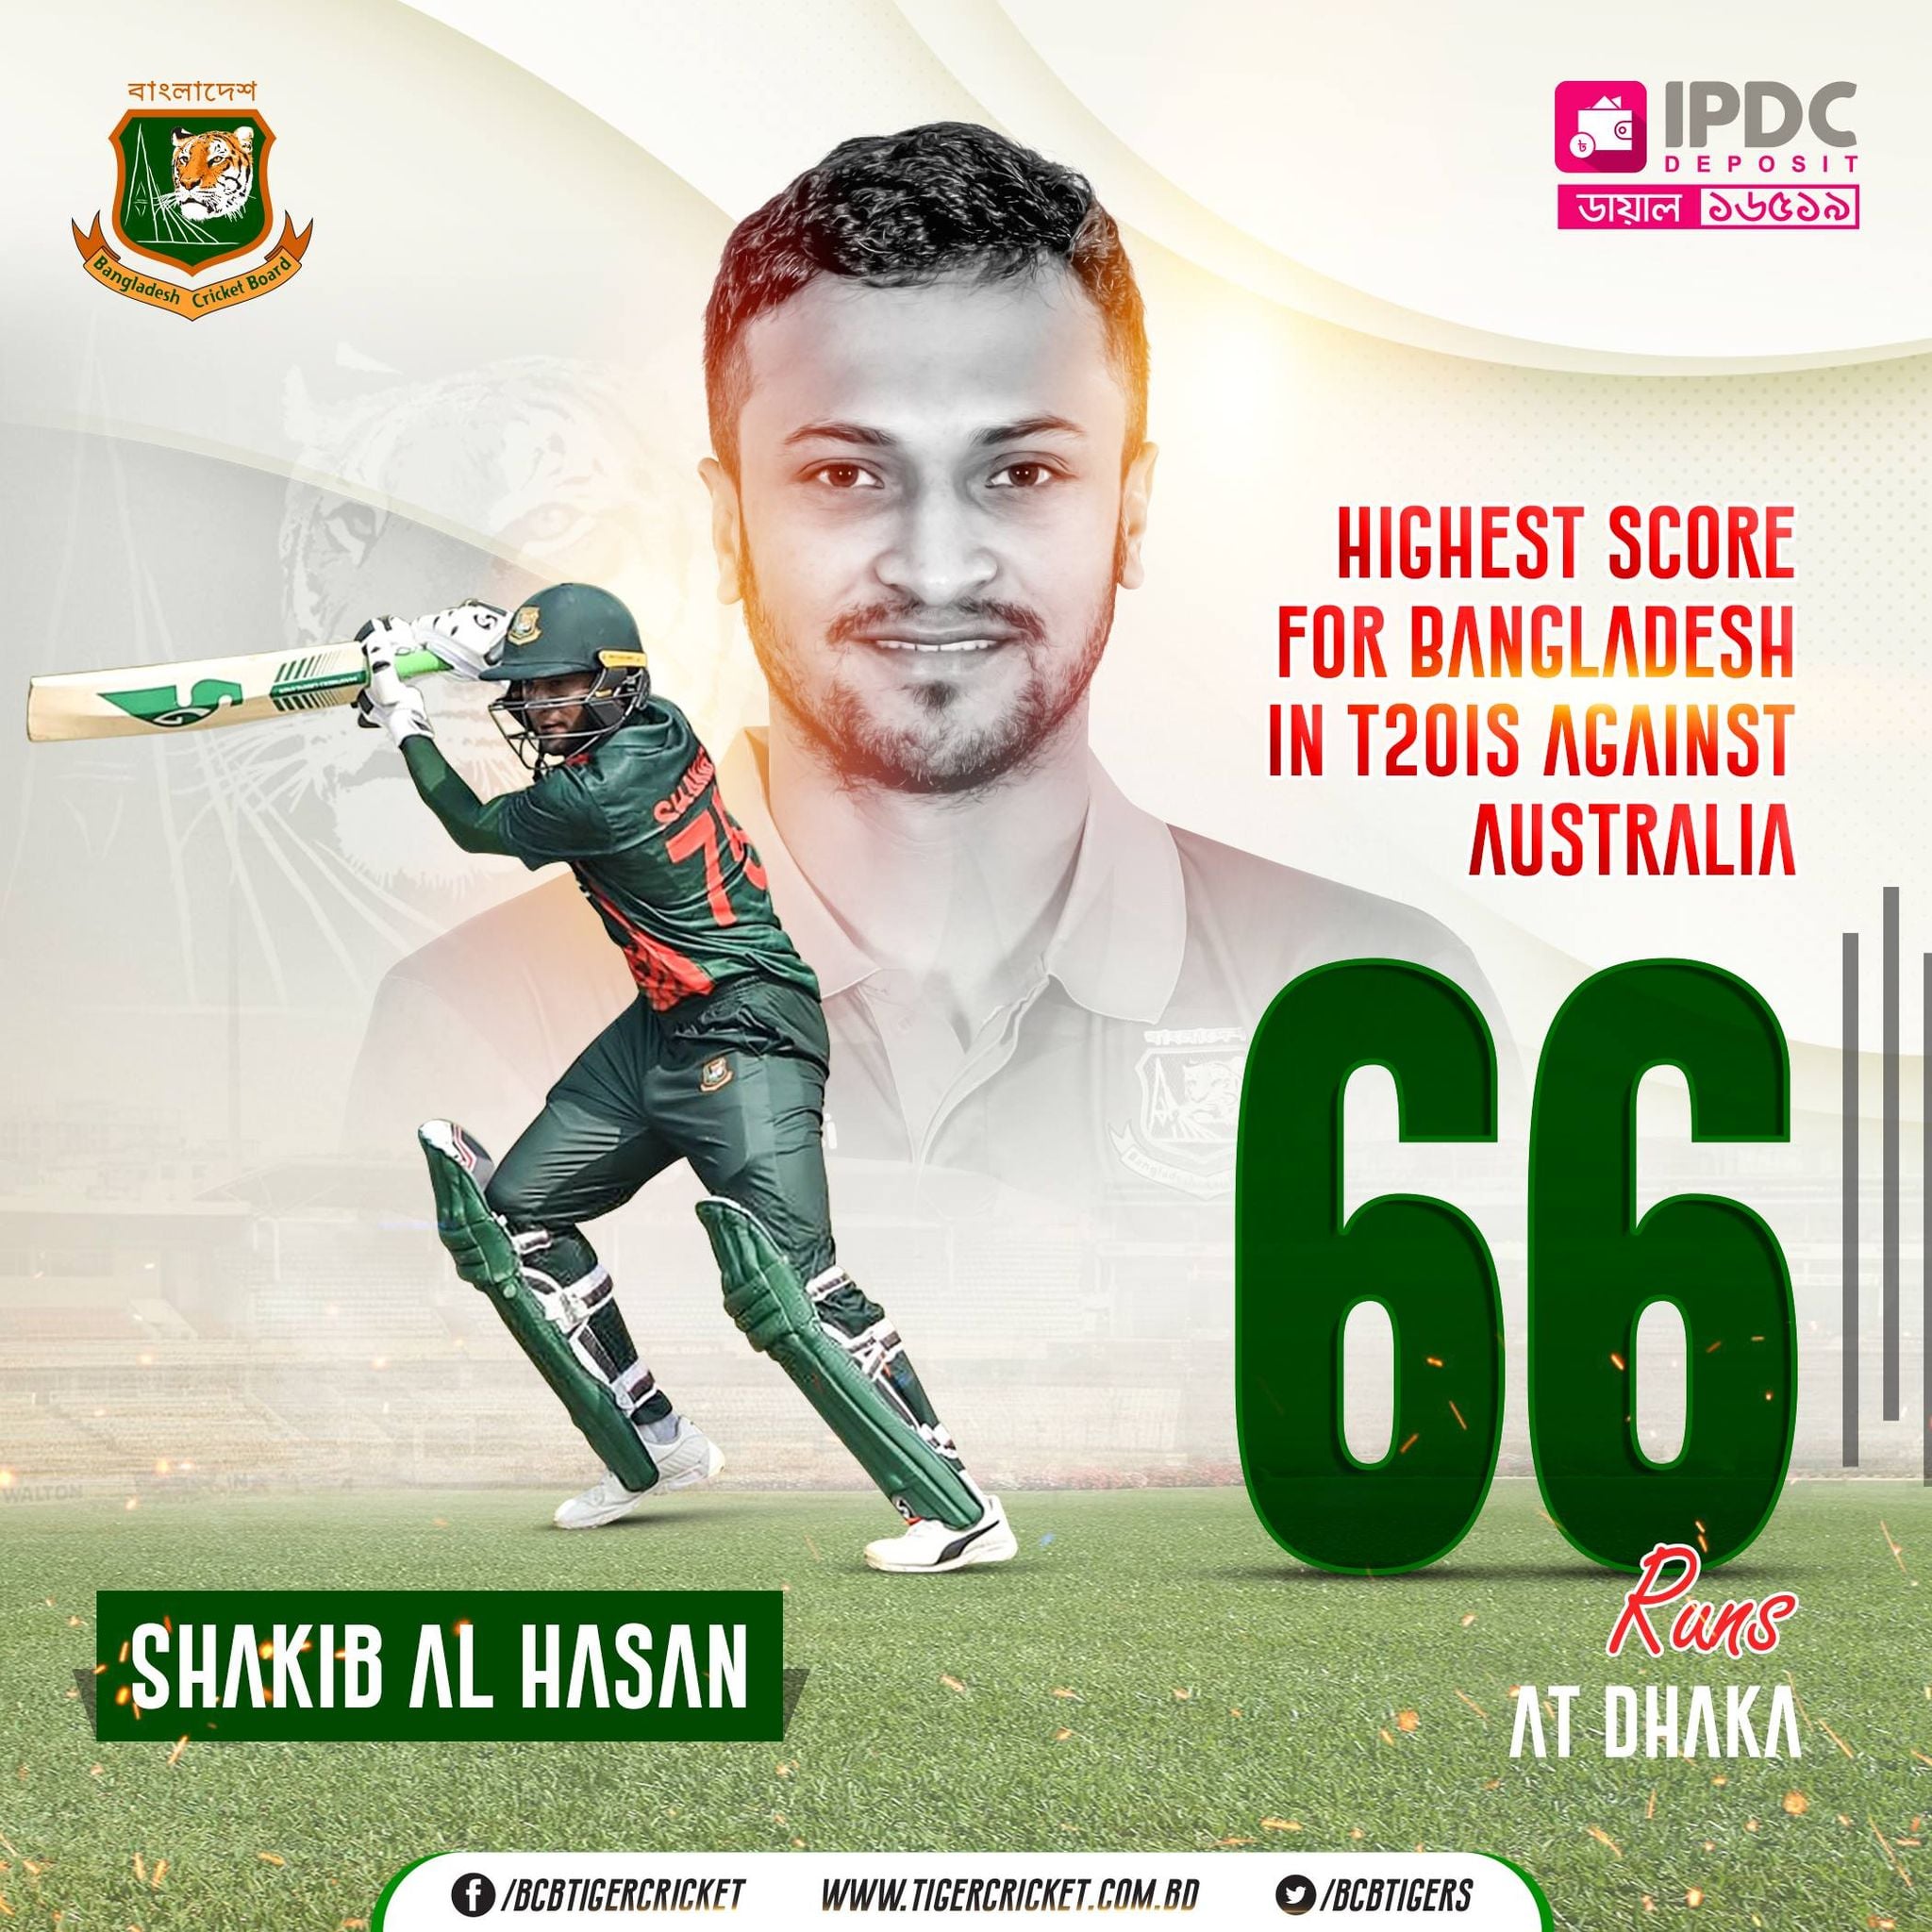 বাংলাদেশ
Bangladesh Cricket Board
IPDC
DEPOSIT
ডায়াল ১৬৫১৯
HIGHEST SCORE
FOR BANGLADESH
IN T20IS AGAINST
AUSTRALIA
66
Runs
AT DHAKA
SHAKIB AL HASAN
WALTON
/BCBTIGERCRICKET
WWW.TIGERCRICKET.COM.BD
/BCBTIGERS